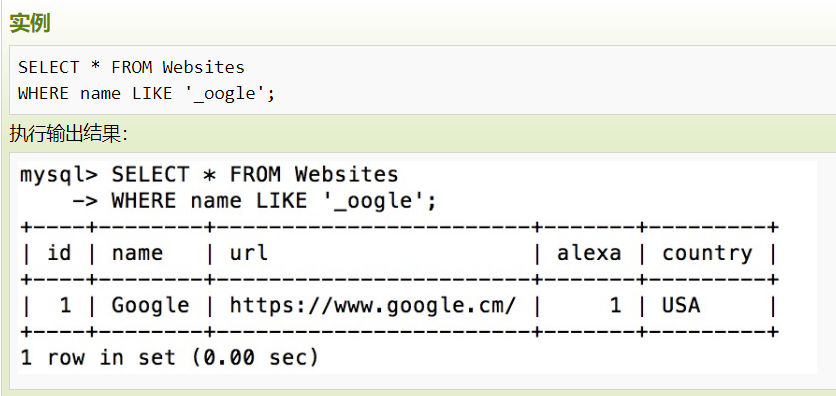 实例
SELECT * FROM Websites
WHERE name LIKE '_oogle';
执行输出结果：
mysql> SELECT * FROM Websites
    -> WHERE name LIKE '_oogle';
+----+--------+------------------------+-------+---------+
| id | name   | url                    | alexa | country |
+----+--------+------------------------+-------+---------+
|  1 | Google | https://www.google.cm/ |     1 | USA     |
+----+--------+------------------------+-------+---------+
1 row in set (0.00 sec)